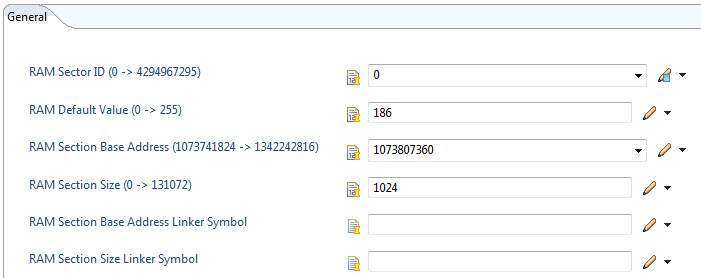 General
RAM Sector ID (0 -> 4294967295) 0
RAM Default Value (0 -> 255) 186
RAM Section Base Address (1073741824 -> 1342242816) 1073807360
RAM Section Size (0 -> 131072) 1024
RAM Section Base Address Linker Symbol
RAM Section Size Linker Symbol